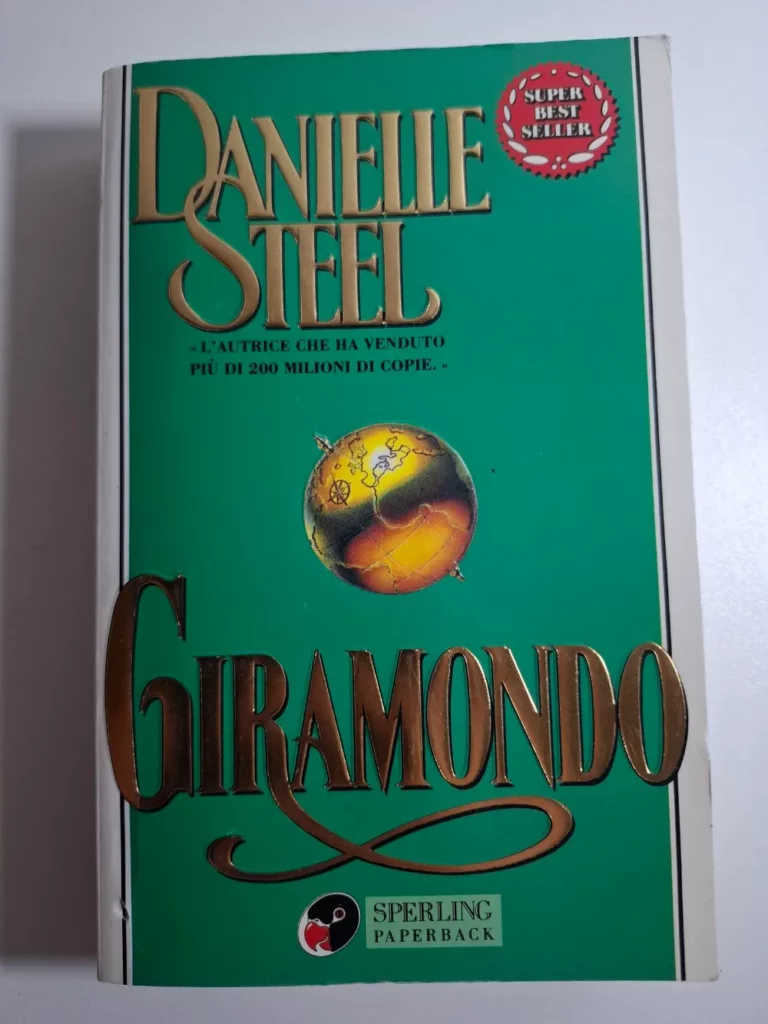 DANIELLE
STEEL
SUPER
BEST
SELLER
« L'AUTRICE CHE HA VENDUTO
PIÙ DI 200 MILIONI DI COPIE. »
GIRAMONDO
SPERLING
PAPERBACK